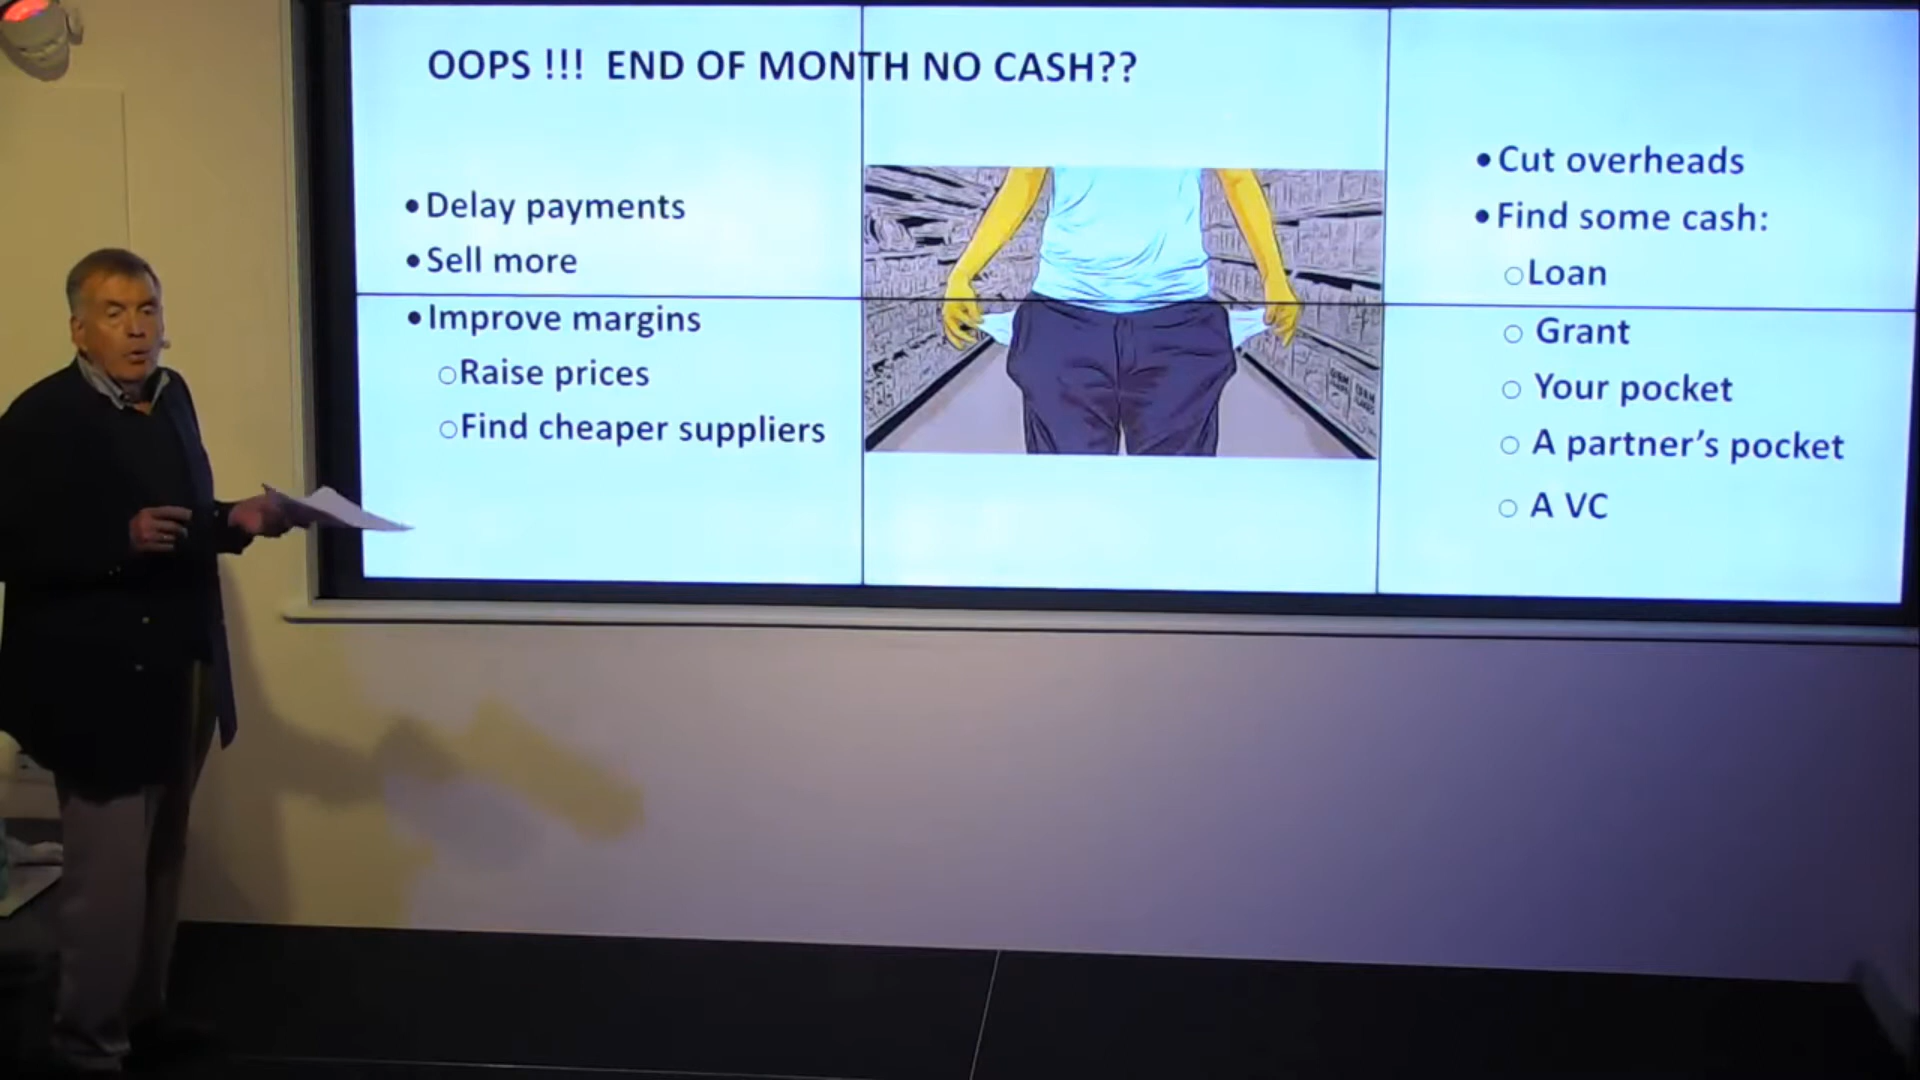 OOPS !!! END OF MONTH NO CASH??
• Delay payments
• Sell more
• Improve margins
○Raise prices
○Find cheaper suppliers
• Cut overheads
• Find some cash:
○Loan
○ Grant
○ Your pocket
○ A partner’s pocket
○ A VC